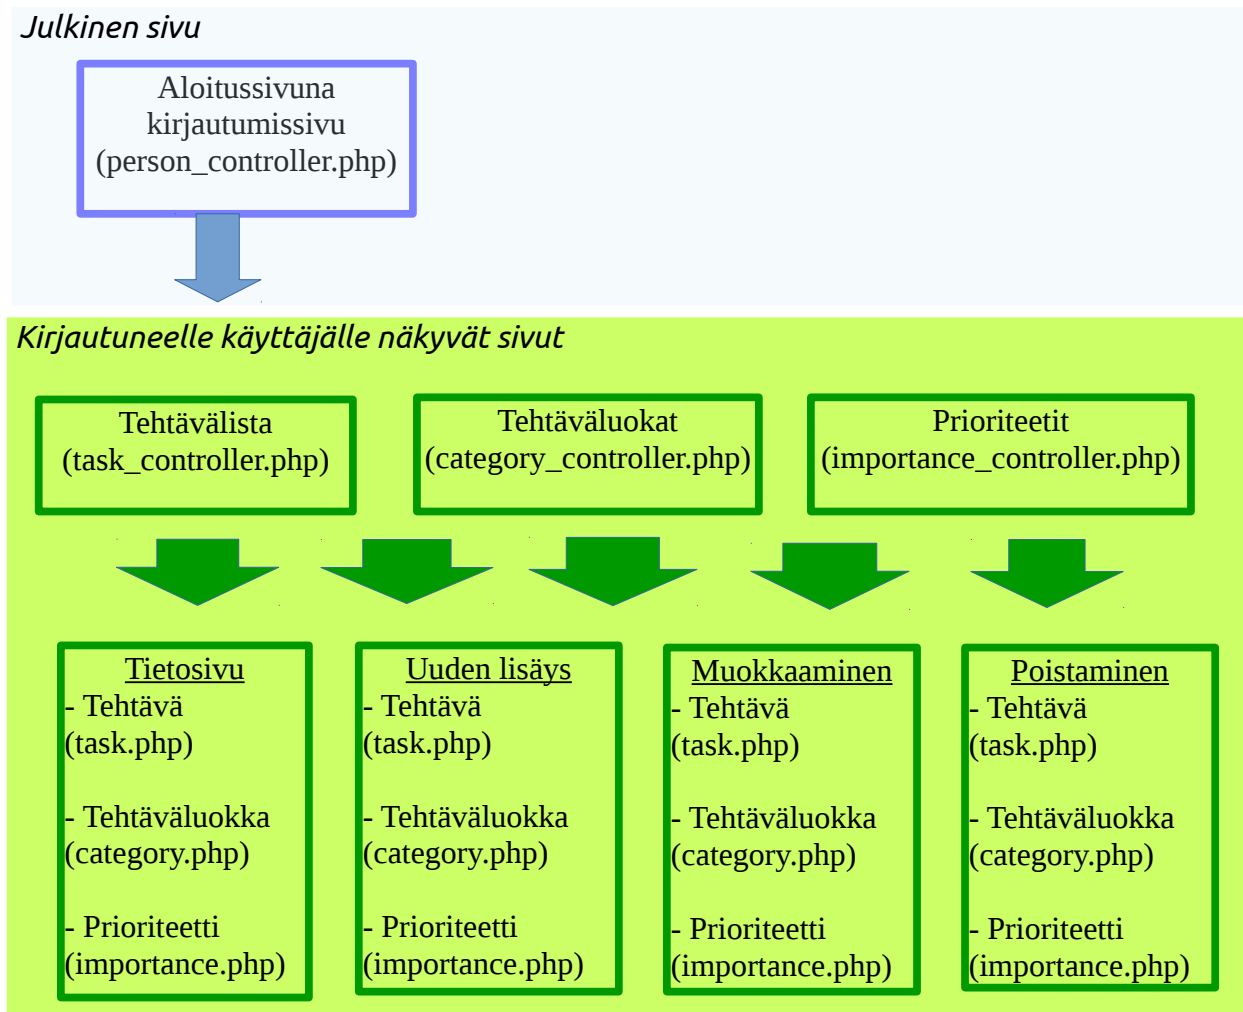 Julkinen sivu
Aloitussivuna
kirjautumissivu
(person_controller.php)
Kirjautuneelle käyttäjälle näkyvät sivut
Tehtävälista
(task_controller.php)
Tehtäväluokat
(category_controller.php)
Prioriteetit
(importance_controller.php)
Tietosivu
- Tehtävä
(task.php)
- Tehtäväluokka
(category.php)
- Prioriteetti
(importance.php)
Uuden lisäys
- Tehtävä
(task.php)
- Tehtäväluokka
(category.php)
- Prioriteetti
(importance.php)
Muokkaaminen
- Tehtävä
(task.php)
- Tehtäväluokka
(category.php)
- Prioriteetti
(importance.php)
Poistaminen
- Tehtävä
(task.php)
- Tehtäväluokka
(category.php)
- Prioriteetti
(importance.php)